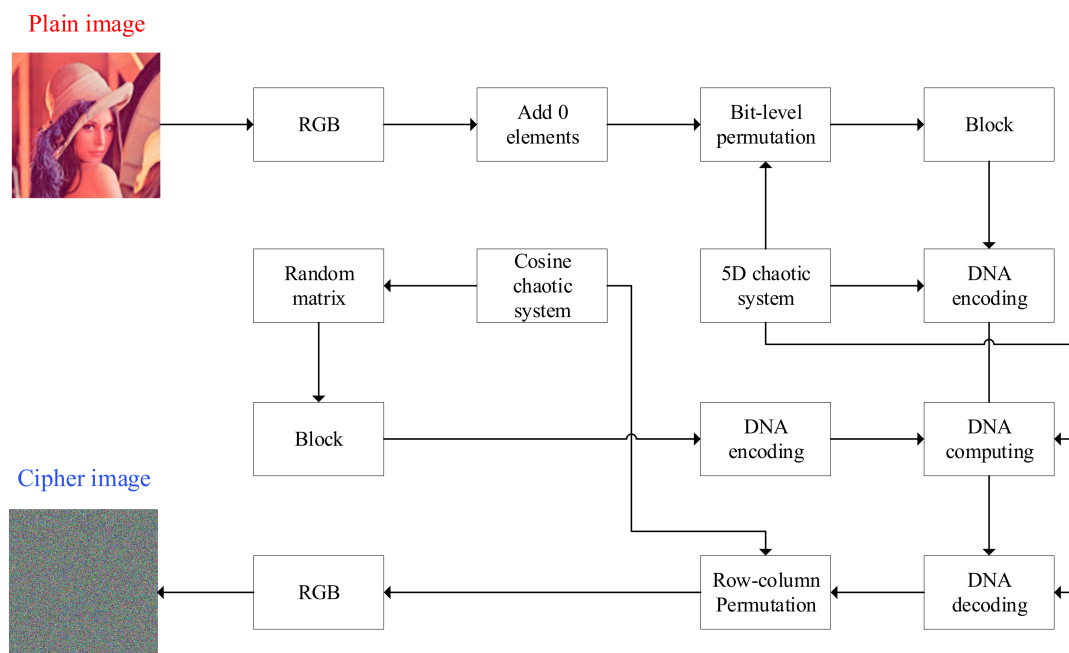 Plain image
RGB
Add 0
elements
Bit-level
permutation
Block
Random
matrix
Cosine
chaotic
system
5D chaotic
system
DNA
encoding
Block
DNA
encoding
DNA
computing
Cipher image
RGB
Row-column
Permutation
DNA
decoding